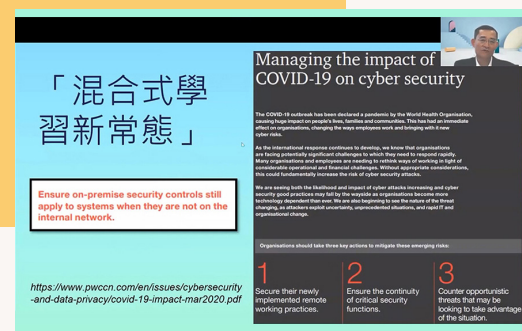 「混合式學
習新常態」
Ensure on-premise security controls still
apply to systems when they are not on the
internal network.
https://www.pwccn.com/en/issues/cybersecurity
-and-data-privacy/covid-19-impact-mar2020.pdf
Managing the impact of
COVID-19 on cyber security
The COVID-19 outbreak has been declared a pandemic by the World Health Organisation,
causing huge impact on people's lives, families and communities. This has had an immediate
effect on organisations, changing the ways employees work and bringing with it new
cyber risks.
As the international response continues to develop, we know that organisations
are facing potentially significant challenges to which they need to respond rapidly.
Many organisations and employees are needing to rethink ways of working in light of
considerable operational and financial challenges. Without appropriate considerations,
this could fundamentally increase the risk of cyber security attacks.
We are seeing both the likelihood and impact of cyber attacks increasing and cyber
security good practices may fall by the wayside as organisations become more
technology dependent than ever. We are also beginning to see the nature of the threat
changing, as attackers exploit uncertainty, unprecedented situations, and rapid IT and
organisational change.
Organisations should take three key actions to mitigate these emerging risks:
1
Secure their newly
implemented remote
working practices.
2
Ensure the continuity
of critical security
functions.
3
Counter opportunistic
threats that may be
looking to take advantage
of the situation.